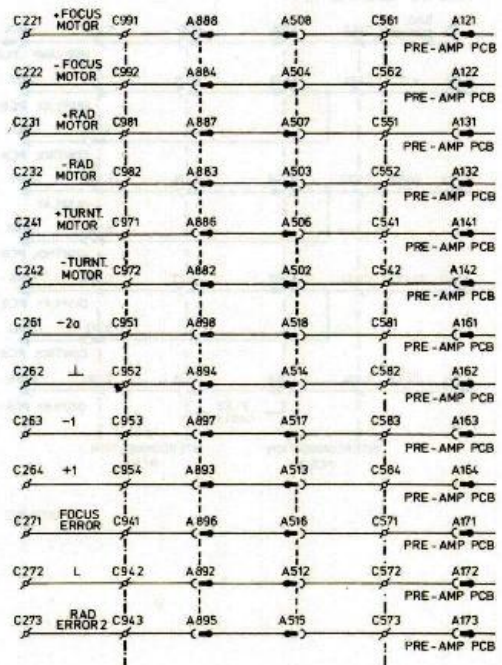 C221 +FOCUS MOTOR C991 A888 A508 C561 A121
PRE-AMP PCB
C222 -FOCUS MOTOR C992 A884 A504 C562 A122
PRE-AMP PCB
C231 +RAD MOTOR C981 A887 A507 C551 A131
PRE-AMP PCB
C232 -RAD MOTOR C982 A883 A503 C552 A132
PRE-AMP PCB
C241 +TURNT. MOTOR C971 A886 A506 C541 A141
PRE-AMP PCB
C242 -TURNT. MOTOR C972 A882 A502 C542 A142
PRE-AMP PCB
C261 -2a C951 A898 A518 C581 A161
PRE-AMP PCB
C262 ⊥ C952 A894 A514 C582 A162
PRE-AMP PCB
C263 -1 C953 A897 A517 C583 A163
PRE-AMP PCB
C264 +1 C954 A893 A513 C584 A164
PRE-AMP PCB
C271 FOCUS ERROR C941 A896 A516 C571 A171
PRE-AMP PCB
C272 L C942 A892 A512 C572 A172
PRE-AMP PCB
C273 RAD ERROR 2 C943 A895 A515 C573 A173
PRE-AMP PCB